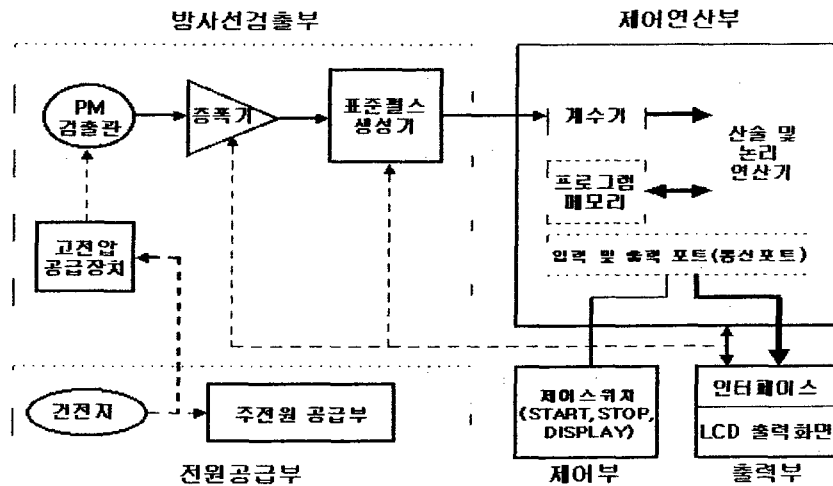 방사선검출부
제어연산부
PM
검출관
증폭기
표준펄스
생성기
계수기
산술 및
논리
연산기
프로그램
메모리
고전압
공급장치
입력 및 출력 포트(통신포트)
건전지
주전원 공급부
제어스위치
(START,STOP,
DISPLAY)
인터페이스
LCD 출력화면
전원공급부
제어부
출력부